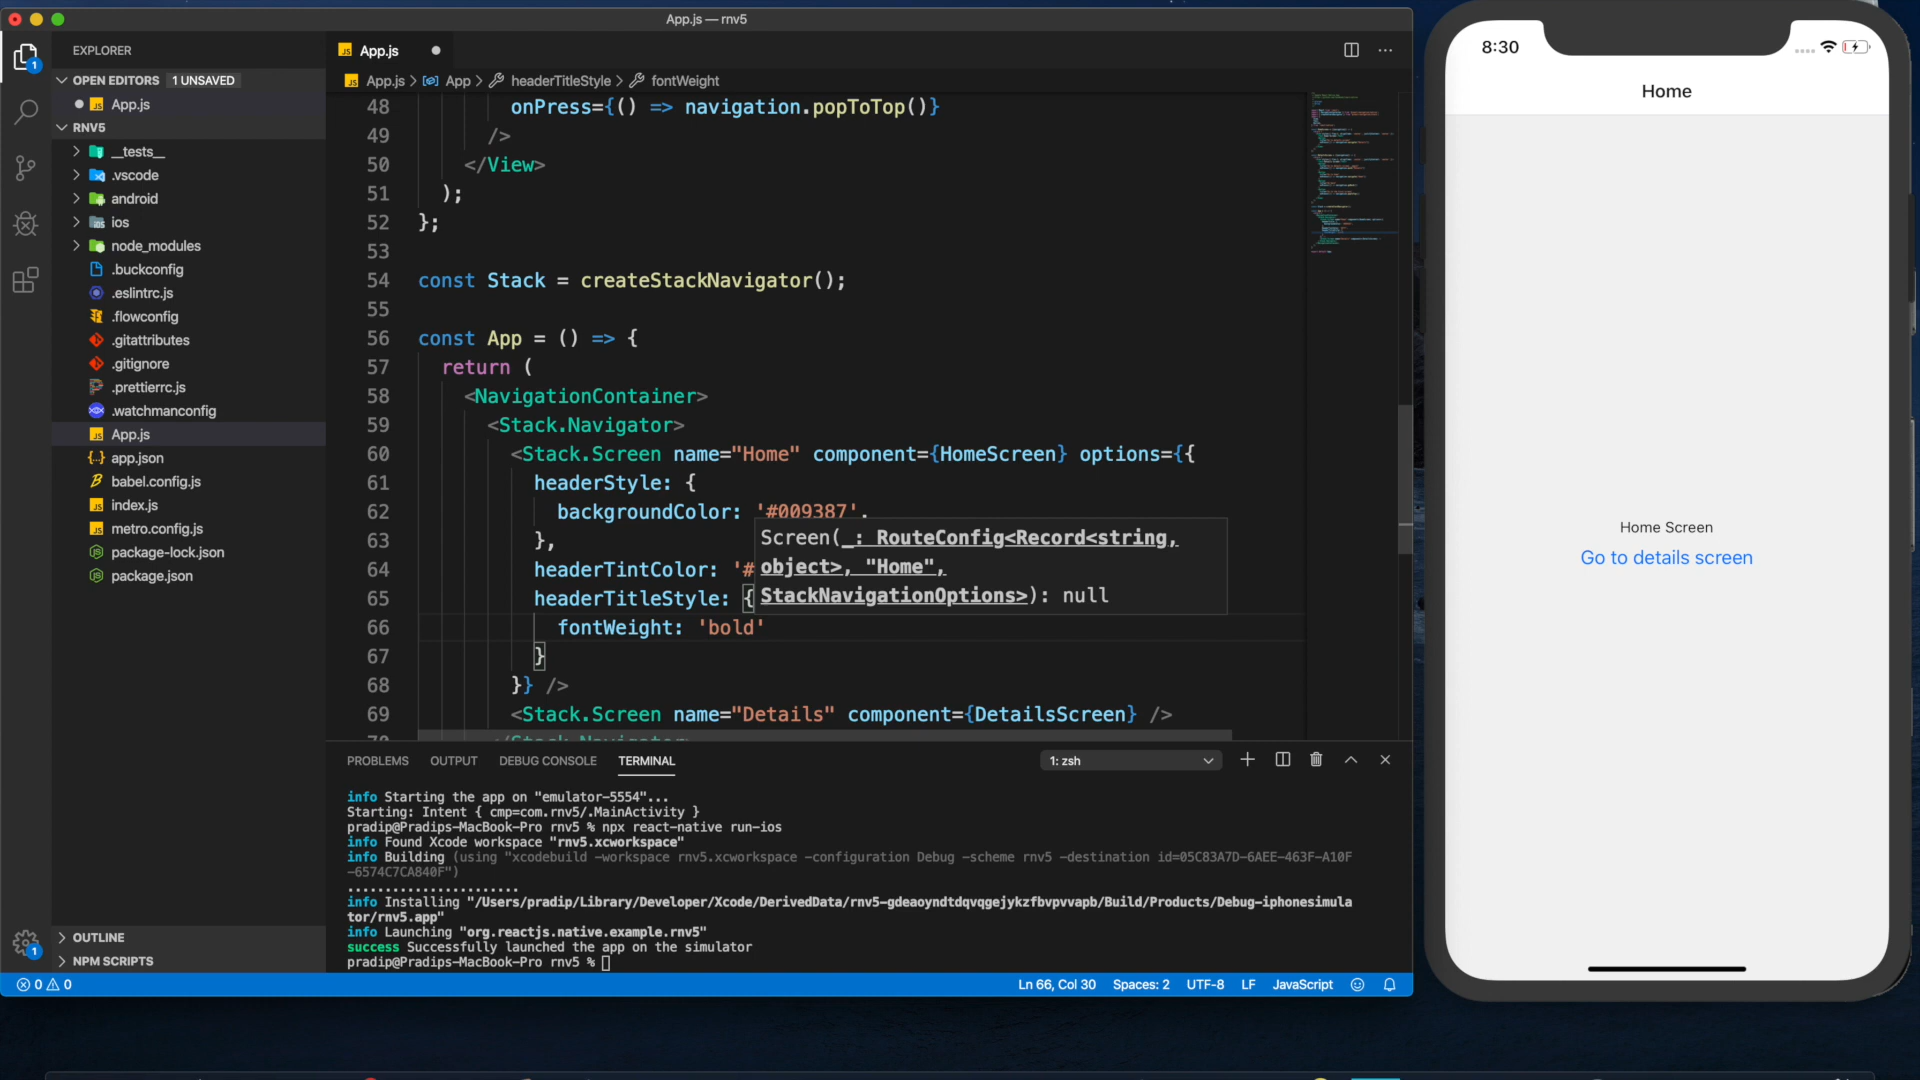 App.js — rnv5
EXPLORER
OPEN EDITORS 1 UNSAVED
App.js
RNV5
__tests__
.vscode
android
ios
node_modules
.buckconfig
.eslintrc.js
.flowconfig
.gitattributes
.gitignore
.prettierrc.js
.watchmanconfig
App.js
app.json
babel.config.js
index.js
metro.config.js
package-lock.json
package.json
OUTLINE
NPM SCRIPTS
App.js
App.js > App > headerTitleStyle > fontWeight
48 onPress={() => navigation.popToTop()}
49 />
50 </View>
51 );
52 };
53
54 const Stack = createStackNavigator();
55
56 const App = () => {
57 return (
58 <NavigationContainer>
59 <Stack.Navigator>
60 <Stack.Screen name="Home" component={HomeScreen} options={{
61 headerStyle: {
62 backgroundColor: '#009387',
63 },
64 headerTintColor: '#
65 headerTitleStyle: {
66 fontWeight: 'bold'
67 }
68 }} />
69 <Stack.Screen name="Details" component={DetailsScreen} />
Screen(_: RouteConfig<Record<string,
object>, "Home",
StackNavigationOptions>): null
PROBLEMS OUTPUT DEBUG CONSOLE TERMINAL 1: zsh
info Starting the app on "emulator-5554"...
Starting: Intent { cmp=com.rnv5/.MainActivity }
pradip@Pradips-MacBook-Pro rnv5 % npx react-native run-ios
info Found Xcode workspace "rnv5.xcworkspace"
info Building (using "xcodebuild -workspace rnv5.xcworkspace -configuration Debug -scheme rnv5 -destination id=05C83A7D-6AEE-463F-A10F
-6574C7CA840F")
.......................
info Installing "/Users/pradip/Library/Developer/Xcode/DerivedData/rnv5-gdeaoyndtdqvqgejykzfbvpvvapb/Build/Products/Debug-iphonesimula
tor/rnv5.app"
info Launching "org.reactjs.native.example.rnv5"
success Successfully launched the app on the simulator
pradip@Pradips-MacBook-Pro rnv5 %
1
1
0 0
Ln 66, Col 30 Spaces: 2 UTF-8 LF JavaScript
8:30
Home
Home Screen
Go to details screen